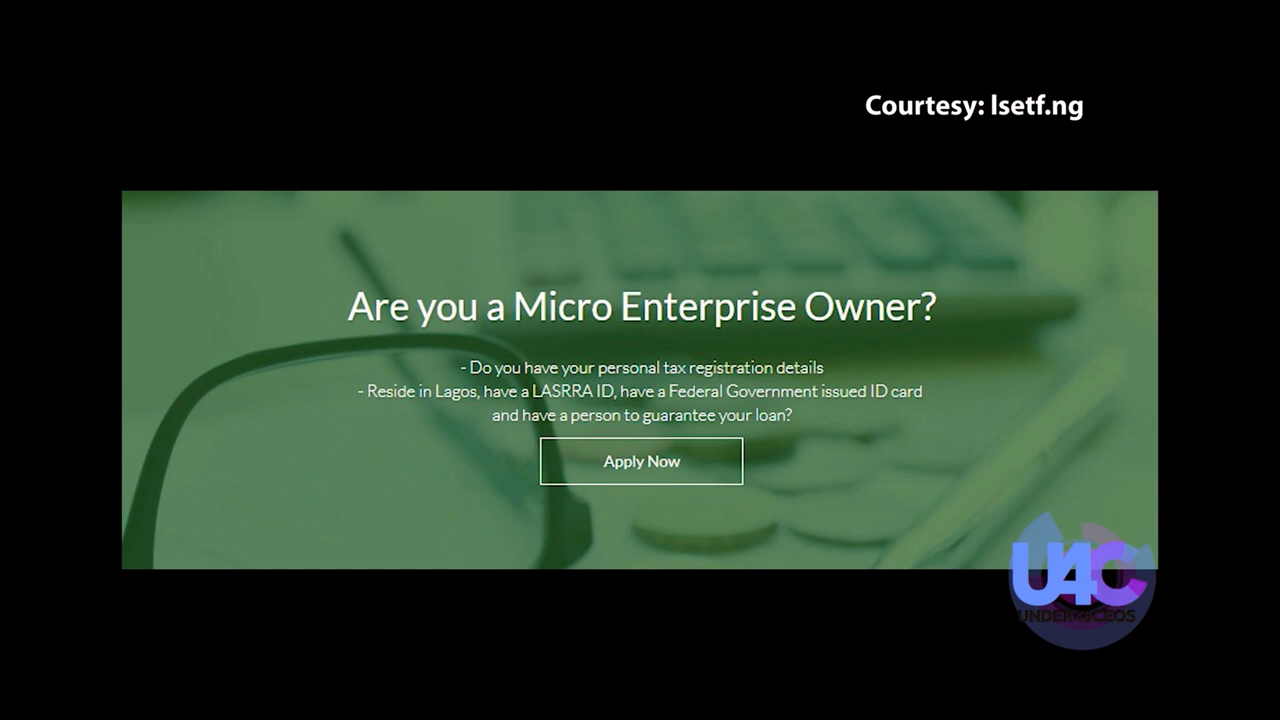 Courtesy: lsetf.ng
Are you a Micro Enterprise Owner?
- Do you have your personal tax registration details
- Reside in Lagos, have a LASRRA ID, have a Federal Government issued ID card
and have a person to guarantee your loan?
Apply Now
U4C